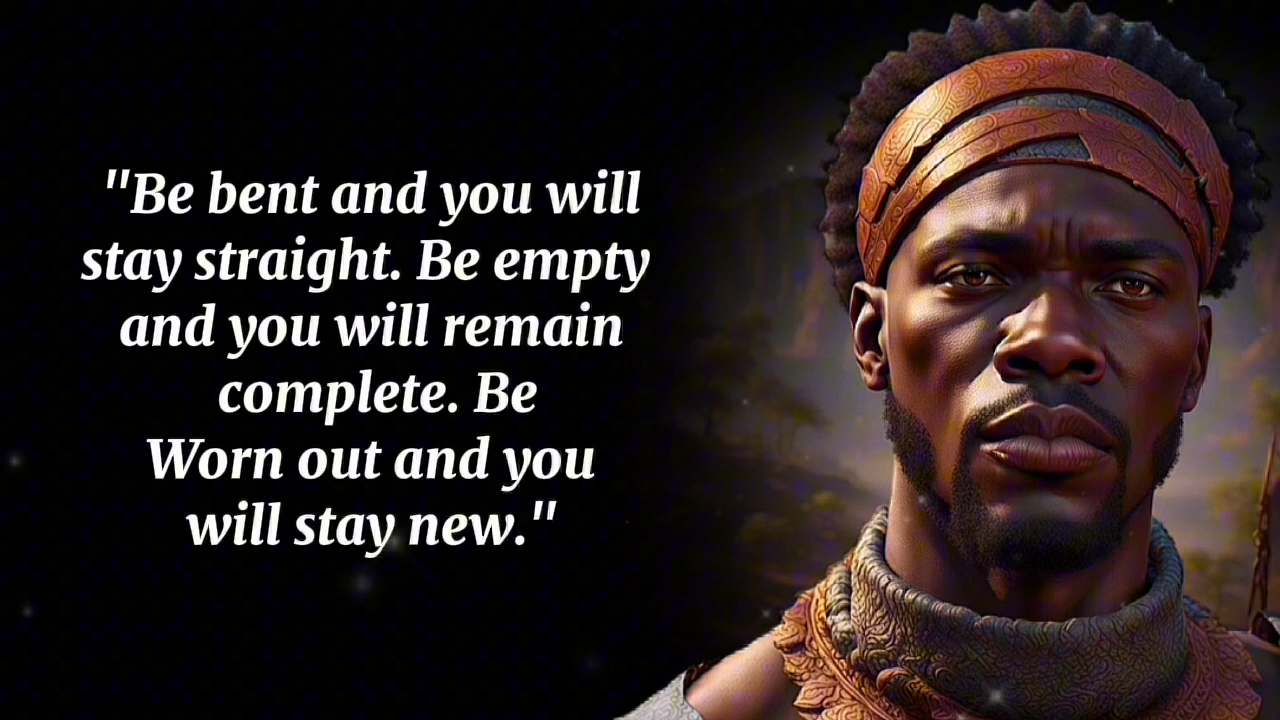 "Be bent and you will
stay straight. Be empty
and you will remain
complete. Be
Worn out and you
will stay new."